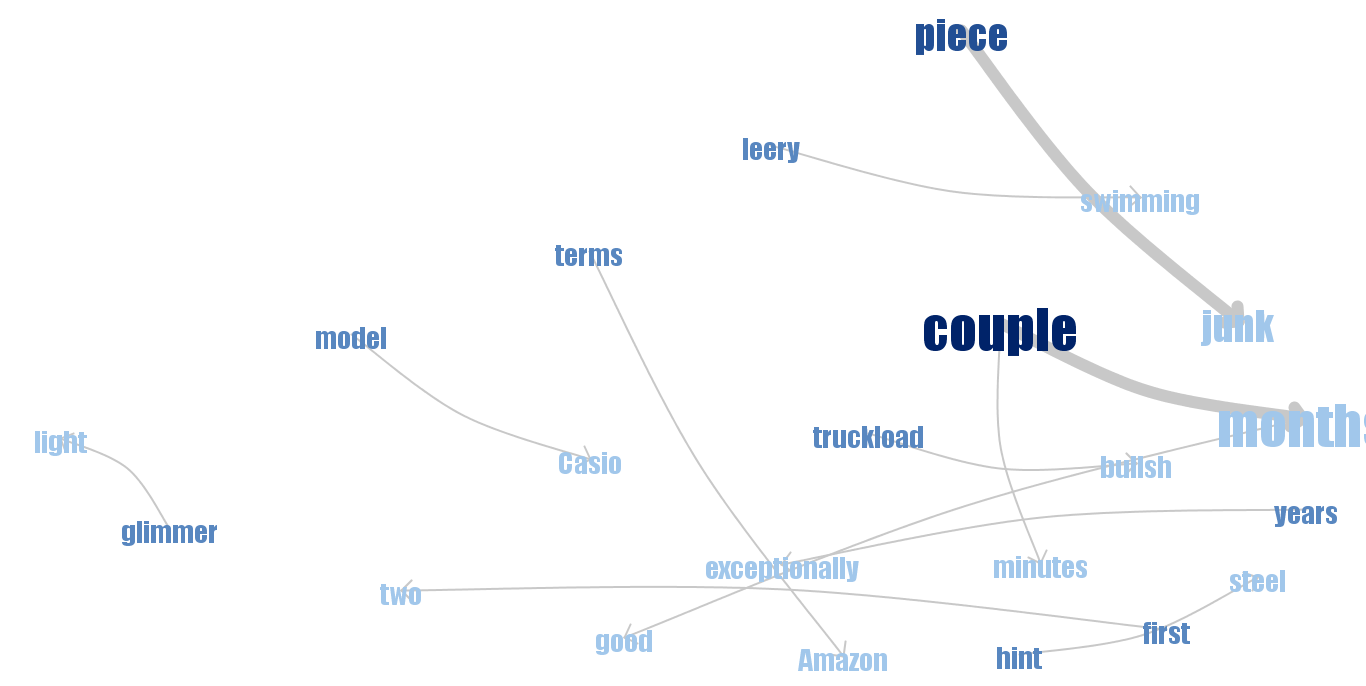 piece
leery
swimming
terms
couple
junk
model
months
truckload
light
Casio
bullsh
years
glimmer
exceptionally
minutes
steel
two
first
good
hint
Amazon